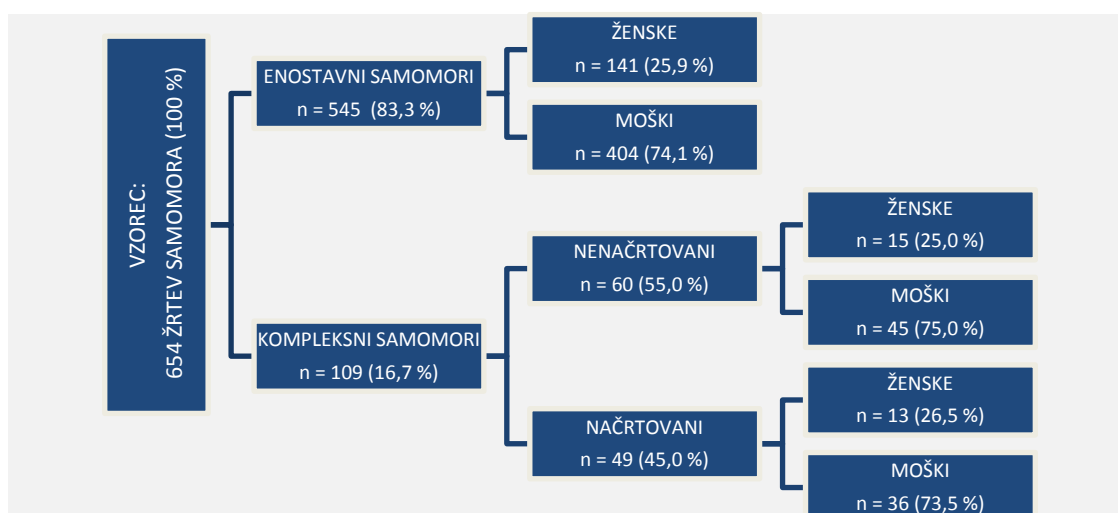 VZOREC:
654 ŽRTEV SAMOMORA (100 %)
ENOSTAVNI SAMOMORI
n = 545 (83,3 %)
ŽENSKE
n = 141 (25,9 %)
MOŠKI
n = 404 (74,1 %)
KOMPLEKSNI SAMOMORI
n = 109 (16,7 %)
NENAČRTOVANI
n = 60 (55,0 %)
ŽENSKE
n = 15 (25,0 %)
MOŠKI
n = 45 (75,0 %)
NAČRTOVANI
n = 49 (45,0 %)
ŽENSKE
n = 13 (26,5 %)
MOŠKI
n = 36 (73,5 %)